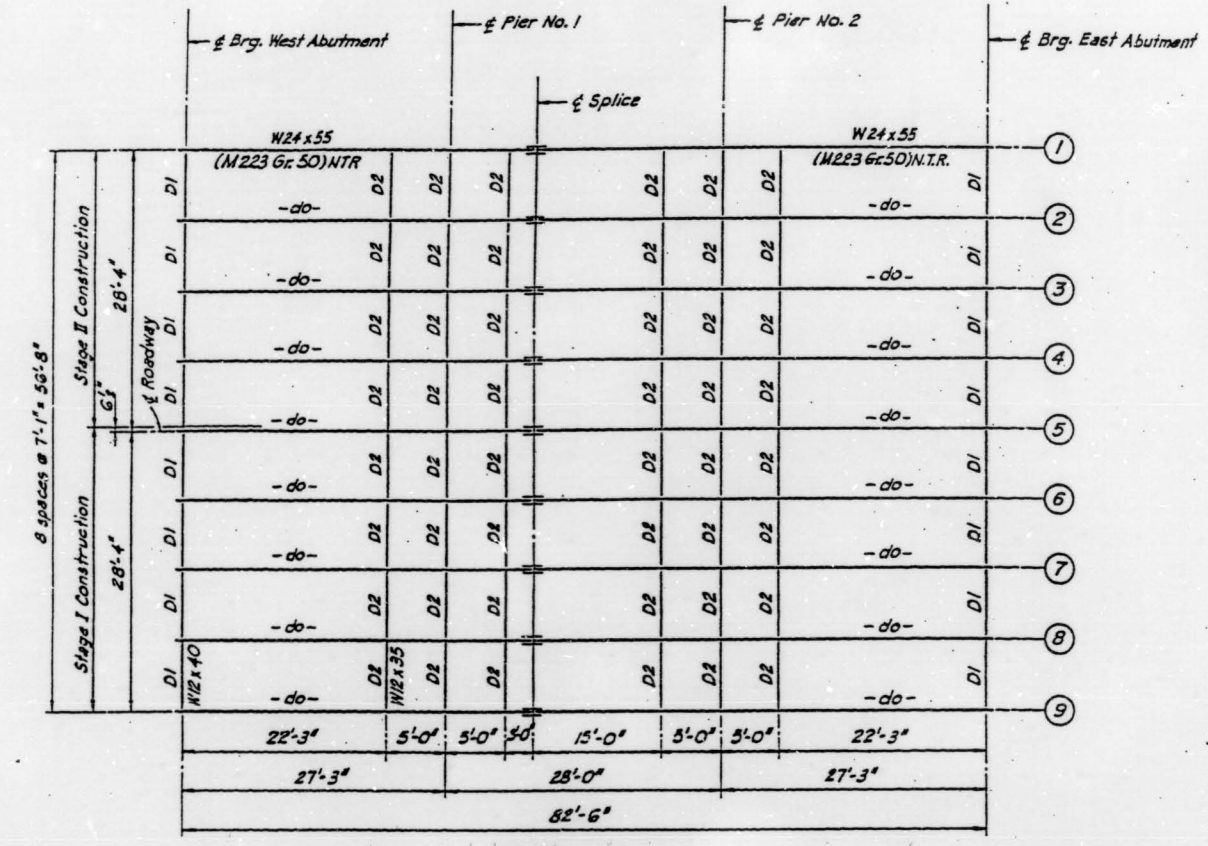 ℄ Brg. West Abutment
℄ Pier No. 1
℄ Pier No. 2
℄ Brg. East Abutment
℄ Splice
W24x55
(M223 Gr. 50) NTR
W24x55
(M223 Gr.50) N.T.R.
1
D1 D2 D2 D2 D2 D2 D2 D1
-do- -do- 2
D1 D2 D2 D2 D2 D2 D2 D1
-do- -do- 3
D1 D2 D2 D2 D2 D2 D2 D1
-do- -do- 4
D1 D2 D2 D2 D2 D2 D2 D1
-do- -do- 5
D1 D2 D2 D2 D2 D2 D2 D1
-do- -do- 6
D1 D2 D2 D2 D2 D2 D2 D1
-do- -do- 7
D1 D2 D2 D2 D2 D2 D2 D1
-do- -do- 8
D1 W12x40 D2 W12x35 D2 D2 D2 D2 D2 D1
-do- -do- 9
8 spaces @ 7'-1" = 56'-8"
Stage II Construction
28'-4"
℄ Roadway
Stage I Construction
28'-4"
22'-3" 5'-0" 5'-0" 15'-0" 5'-0" 5'-0" 22'-3"
27'-3" 28'-0" 27'-3"
82'-6"